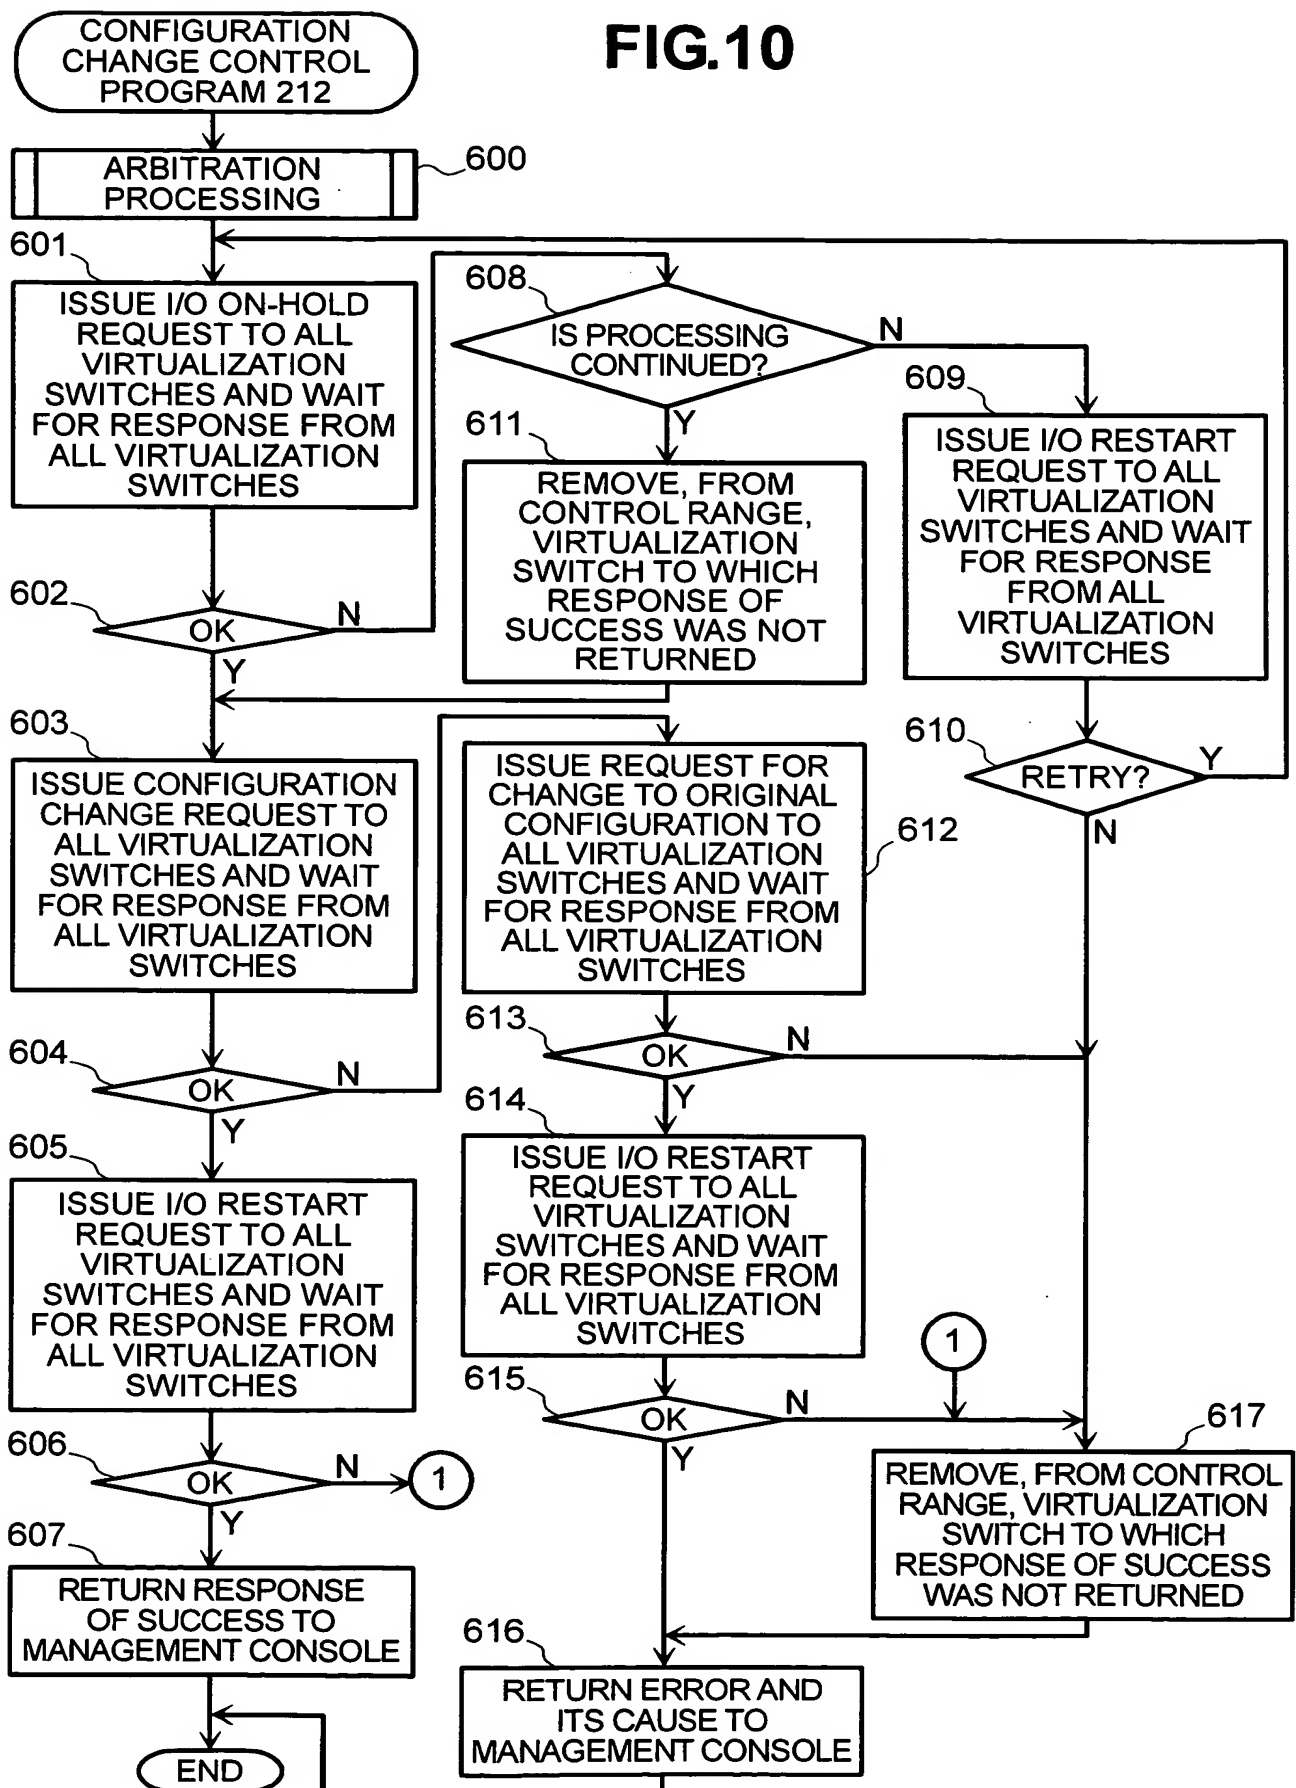 FIG.10
CONFIGURATION
CHANGE CONTROL
PROGRAM 212
ARBITRATION
PROCESSING
600
601
ISSUE I/O ON-HOLD
REQUEST TO ALL
VIRTUALIZATION
SWITCHES AND WAIT
FOR RESPONSE FROM
ALL VIRTUALIZATION
SWITCHES
602
OK
N
Y
603
ISSUE CONFIGURATION
CHANGE REQUEST TO
ALL VIRTUALIZATION
SWITCHES AND WAIT
FOR RESPONSE FROM
ALL VIRTUALIZATION
SWITCHES
604
OK
N
Y
605
ISSUE I/O RESTART
REQUEST TO ALL
VIRTUALIZATION
SWITCHES AND WAIT
FOR RESPONSE FROM
ALL VIRTUALIZATION
SWITCHES
606
OK
N
1
Y
607
RETURN RESPONSE
OF SUCCESS TO
MANAGEMENT CONSOLE
END
608
IS PROCESSING
CONTINUED?
N
Y
611
REMOVE, FROM
CONTROL RANGE,
VIRTUALIZATION
SWITCH TO WHICH
RESPONSE OF
SUCCESS WAS NOT
RETURNED
ISSUE REQUEST FOR
CHANGE TO ORIGINAL
CONFIGURATION TO
ALL VIRTUALIZATION
SWITCHES AND WAIT
FOR RESPONSE FROM
ALL VIRTUALIZATION
SWITCHES
612
613
OK
N
Y
614
ISSUE I/O RESTART
REQUEST TO ALL
VIRTUALIZATION
SWITCHES AND WAIT
FOR RESPONSE FROM
ALL VIRTUALIZATION
SWITCHES
615
OK
N
Y
616
RETURN ERROR AND
ITS CAUSE TO
MANAGEMENT CONSOLE
609
ISSUE I/O RESTART
REQUEST TO ALL
VIRTUALIZATION
SWITCHES AND WAIT
FOR RESPONSE
FROM ALL
VIRTUALIZATION
SWITCHES
610
RETRY?
Y
N
1
617
REMOVE, FROM CONTROL
RANGE, VIRTUALIZATION
SWITCH TO WHICH
RESPONSE OF SUCCESS
WAS NOT RETURNED